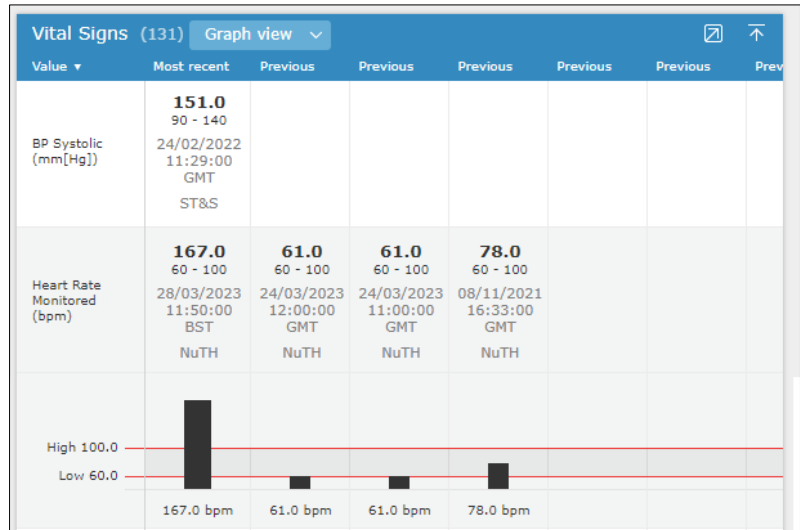 Vital Signs (131) Graph view
Value ▼ Most recent Previous Previous Previous Previous Previous Prev
BP Systolic
(mm[Hg])
151.0
90 - 140
24/02/2022
11:29:00
GMT
ST&S
Heart Rate
Monitored
(bpm)
167.0
60 - 100
28/03/2023
11:50:00
BST
NuTH
61.0
60 - 100
24/03/2023
12:00:00
GMT
NuTH
61.0
60 - 100
24/03/2023
11:00:00
GMT
NuTH
78.0
60 - 100
08/11/2021
16:33:00
GMT
NuTH
High 100.0
Low 60.0
167.0 bpm 61.0 bpm 61.0 bpm 78.0 bpm